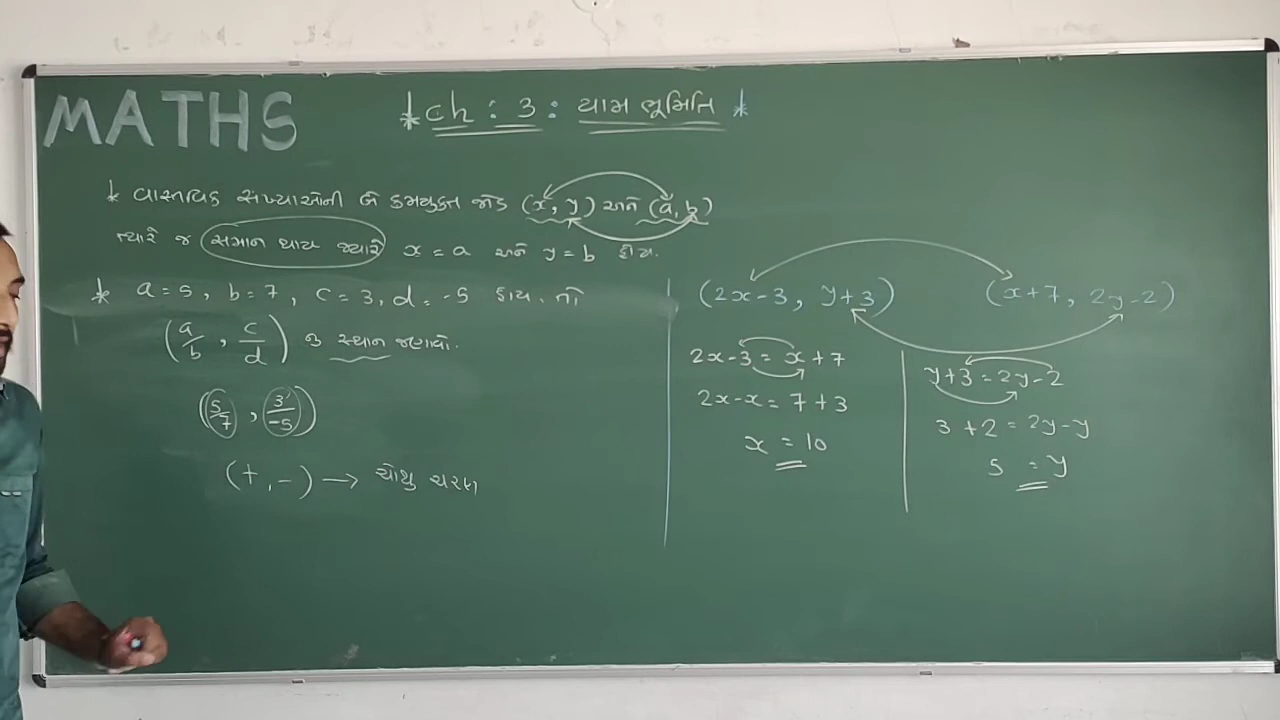 MATHS
* ch : 3 : યામ ભૂમિતિ *
* વાસ્તવિક સંખ્યાઓની બે ક્રમયુક્ત જોડ (x, y) અને (a, b)
ત્યારે જ સમાન થાય જ્યારે x = a અને y = b હોય.
* a = 5, b = 7, c = 3, d = -5 હોય. તો
(a/b , c/d) નું સ્થાન જણાવો.
(5/7 , 3/-5)
(+, -) → ચોથુ ચરણ
(2x-3, y+3) (x+7, 2y-2)
2x-3 = x+7
2x-x = 7+3
x = 10
y+3 = 2y-2
3+2 = 2y-y
5 = y